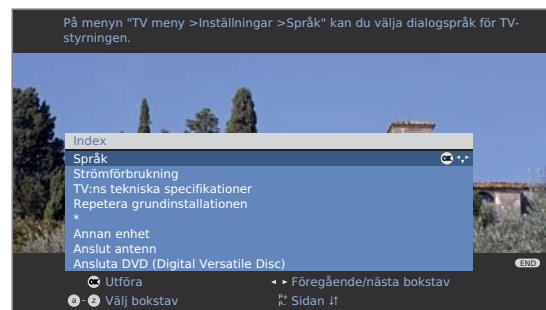 På menyn "TV meny >Inställningar >Språk" kan du välja dialogspråk för TV-
styrningen.
Index
Språk OK
Strömförbrukning
TV:ns tekniska specifikationer
Repetera grundinstallationen
*
Annan enhet
Anslut antenn
Ansluta DVD (Digital Versatile Disc)
END
OK Utföra
Föregående/nästa bokstav
a - z Välj bokstav
P+ P- Sidan